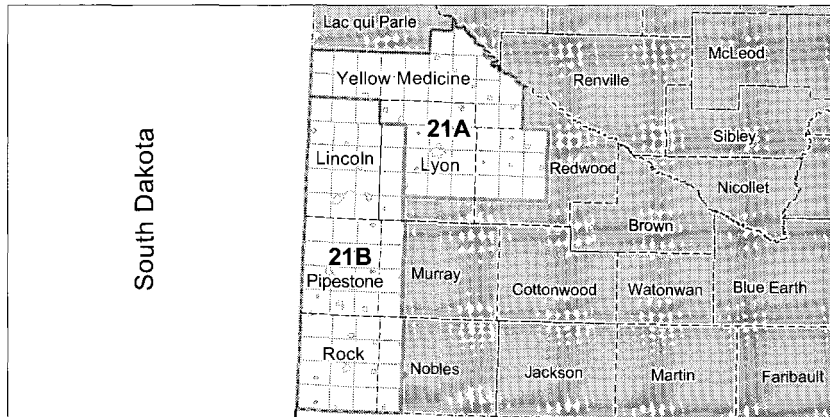 Lac qui Parle
McLeod
Yellow Medicine
Renville
21A
Sibley
Lincoln
Lyon
Redwood
Nicollet
South Dakota
Brown
21B
Pipestone
Murray
Cottonwood
Watonwan
Blue Earth
Rock
Nobles
Jackson
Martin
Faribault